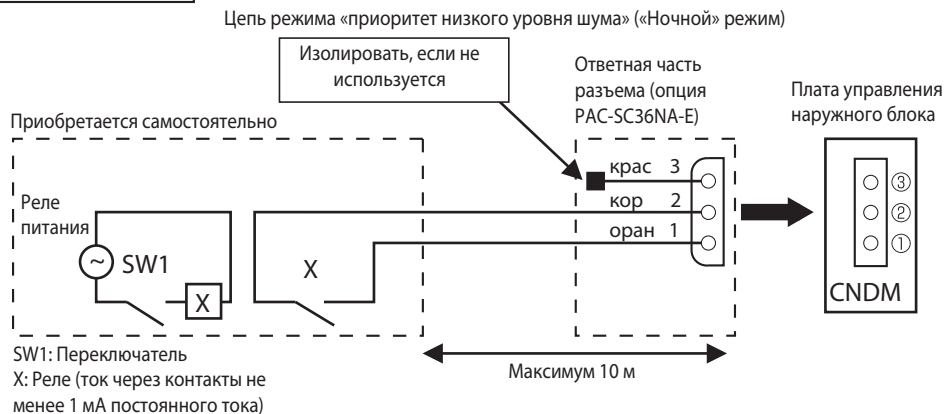 Цепь режима «приоритет низкого уровня шума» («Ночной» режим)
Изолировать, если не
используется
Ответная часть
разъема (опция
PAC-SC36NA-E)
Плата управления
наружного блока
Приобретается самостоятельно
Реле
питания
~
SW1
X
X
крас 3
кор 2
оран 1
③
②
①
CNDM
Максимум 10 м
SW1: Переключатель
X: Реле (ток через контакты не
менее 1 мА постоянного тока)